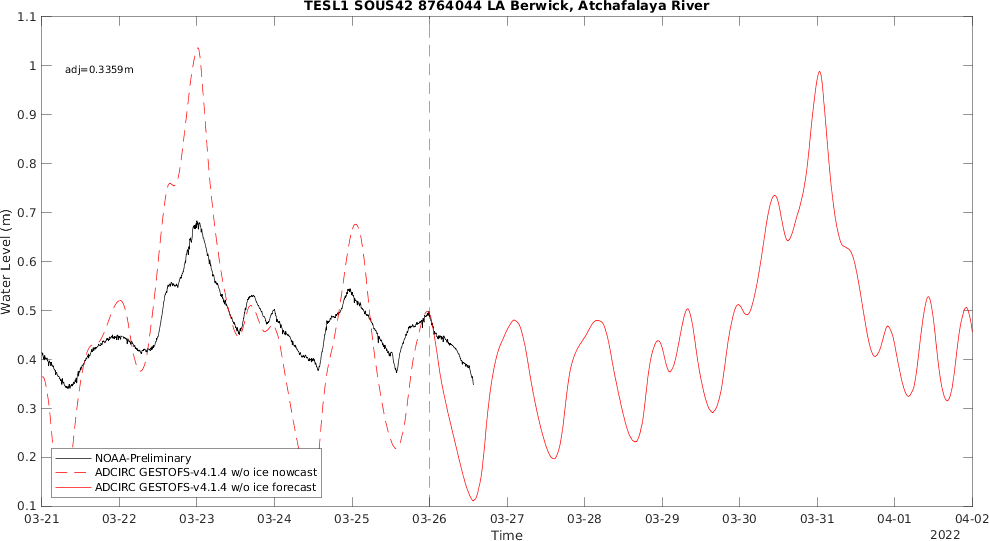 TESL1 SOUS42 8764044 LA Berwick, Atchafalaya River
adj=0.3359m
Water Level (m)
1.1
1
0.9
0.8
0.7
0.6
0.5
0.4
0.3
0.2
0.1
NOAA-Preliminary
ADCIRC GESTOFS-v4.1.4 w/o ice nowcast
ADCIRC GESTOFS-v4.1.4 w/o ice forecast
03-21 03-22 03-23 03-24 03-25 03-26 03-27 03-28 03-29 03-30 03-31 04-01 04-02
Time
2022